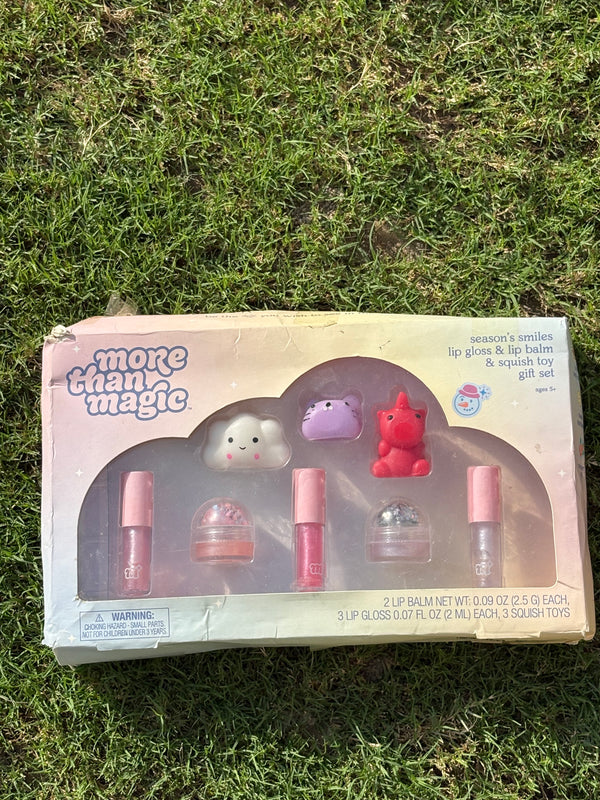 more
than
magic™
season's smiles
lip gloss & lip balm
& squish toy
gift set
ages 5+
WARNING:
CHOKING HAZARD - SMALL PARTS.
NOT FOR CHILDREN UNDER 3 YEARS.
2 LIP BALM NET WT. 0.09 OZ (2.5 G) EACH,
3 LIP GLOSS 0.07 FL OZ (2 ML) EACH, 3 SQUISH TOYS